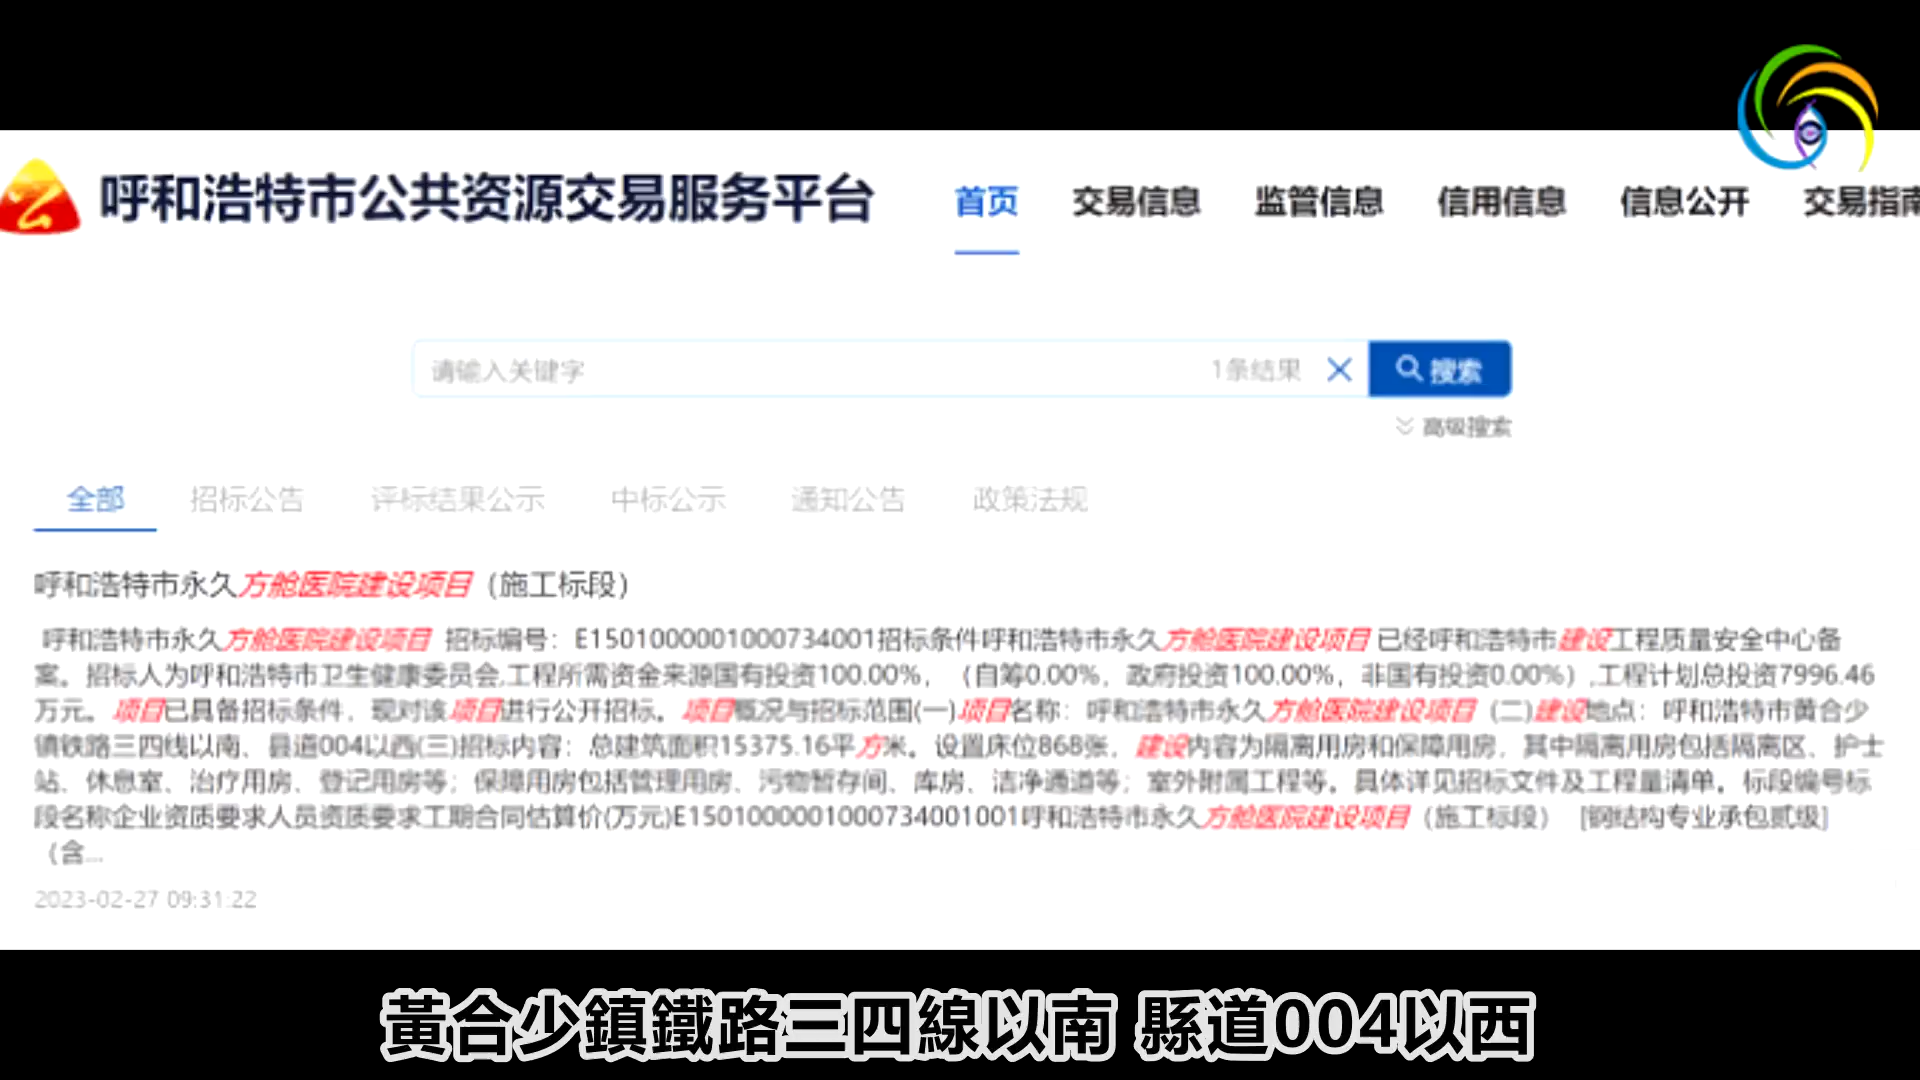 呼和浩特市公共资源交易服务平台
首页 交易信息 监管信息 信用信息 信息公开 交易指南
请输入关键字 1条结果 搜索
高级搜索
全部 招标公告 评标结果公示 中标公示 通知公告 政策法规
呼和浩特市永久方舱医院建设项目（施工标段）
呼和浩特市永久方舱医院建设项目 招标编号：E1501000001000734001招标条件呼和浩特市永久方舱医院建设项目 已经呼和浩特市建设工程质量安全中心备
案。招标人为呼和浩特市卫生健康委员会,工程所需资金来源国有投资100.00%，（自筹0.00%，政府投资100.00%，非国有投资0.00%）,工程计划总投资7996.46
万元。项目已具备招标条件，现对该项目进行公开招标。项目概况与招标范围(一)项目名称：呼和浩特市永久方舱医院建设项目 (二)建设地点：呼和浩特市黄合少
镇铁路三四线以南、县道004以西(三)招标内容：总建筑面积15375.16平方米。设置床位868张，建设内容为隔离用房和保障用房，其中隔离用房包括隔离区、护士
站、休息室、治疗用房、登记用房等；保障用房包括管理用房、污物暂存间、库房、洁净通道等；室外附属工程等。具体详见招标文件及工程量清单。标段编号标
段名称企业资质要求人员资质要求工期合同估算价(万元)E1501000001000734001001呼和浩特市永久方舱医院建设项目（施工标段） [钢结构专业承包贰级]
（含...
2023-02-27 09:31:22
黃合少鎮鐵路三四線以南 縣道004以西